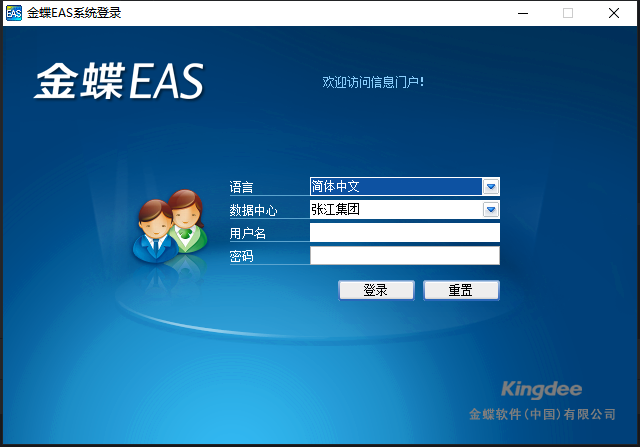 EAS 金蝶EAS系统登录
金蝶EAS
欢迎访问信息门户!
语言 简体中文
数据中心 张江集团
用户名
密码
登录 重置
Kingdee
金蝶软件(中国)有限公司